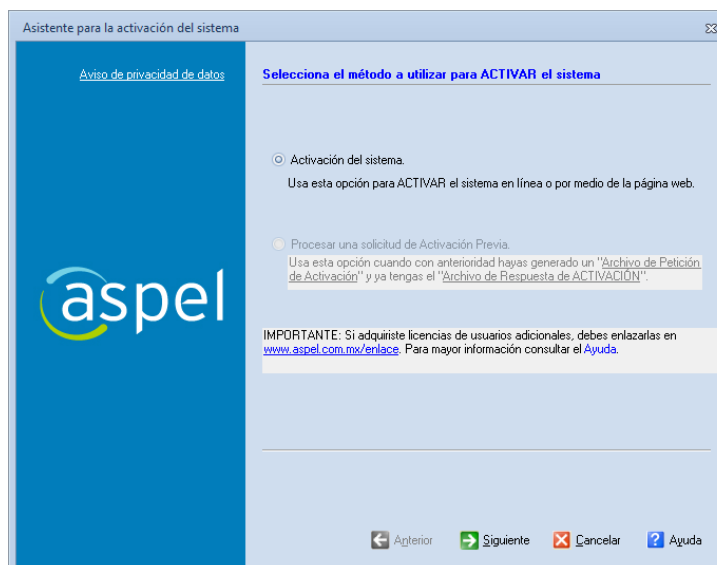 Asistente para la activación del sistema
Aviso de privacidad de datos
Selecciona el método a utilizar para ACTIVAR el sistema
Activación del sistema.
Usa esta opción para ACTIVAR el sistema en línea o por medio de la página web.
Procesar una solicitud de Activación Previa.
Usa esta opción cuando con anterioridad hayas generado un "Archivo de Petición
de Activación" y ya tengas el "Archivo de Respuesta de ACTIVACIÓN".
aspel
IMPORTANTE: Si adquiriste licencias de usuarios adicionales, debes enlazarlas en
www.aspel.com.mx/enlace. Para mayor información consultar el Ayuda.
Anterior
Siguiente
Cancelar
Ayuda